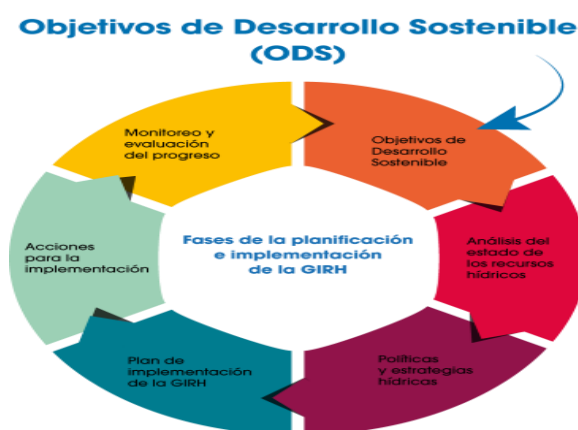 Objetivos de Desarrollo Sostenible
(ODS)
Monitoreo y
evaluación
del progreso
Objetivos de
Desarrollo
Sostenible
Acciones
para la
implementación
Fases de la planificación
e implementación
de la GIRH
Análisis del
estado de
los recursos
hídricos
Plan de
implementación
de la GIRH
Políticas
y estrategias
hídricas